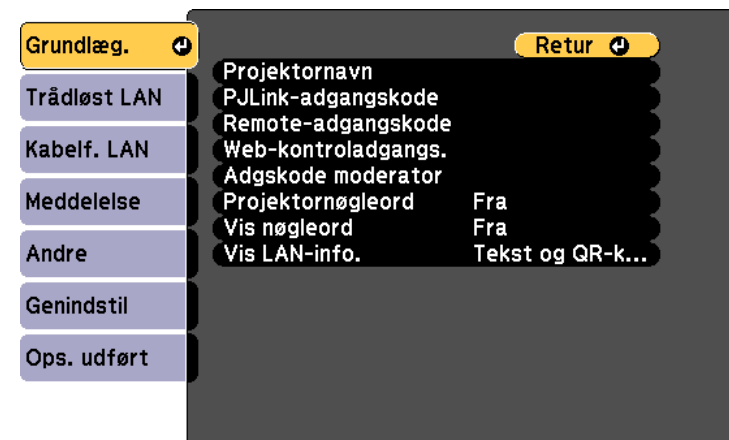 Grundlæg.
Trådløst LAN
Kabelf. LAN
Meddelelse
Andre
Genindstil
Ops. udført
Retur
Projektornavn
PJLink-adgangskode
Remote-adgangskode
Web-kontroladgangs.
Adgskode moderator
Projektornøgleord Fra
Vis nøgleord Fra
Vis LAN-info. Tekst og QR-k...